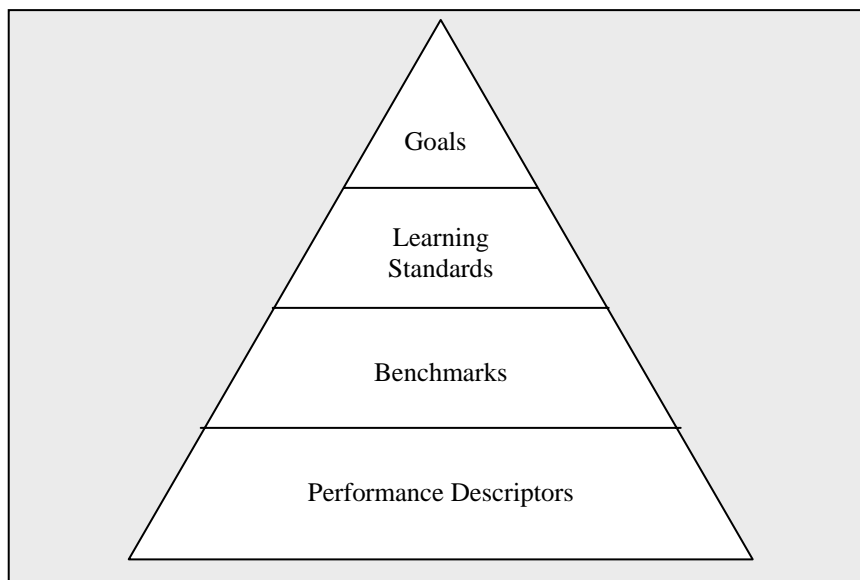 Goals
Learning
Standards
Benchmarks
Performance Descriptors